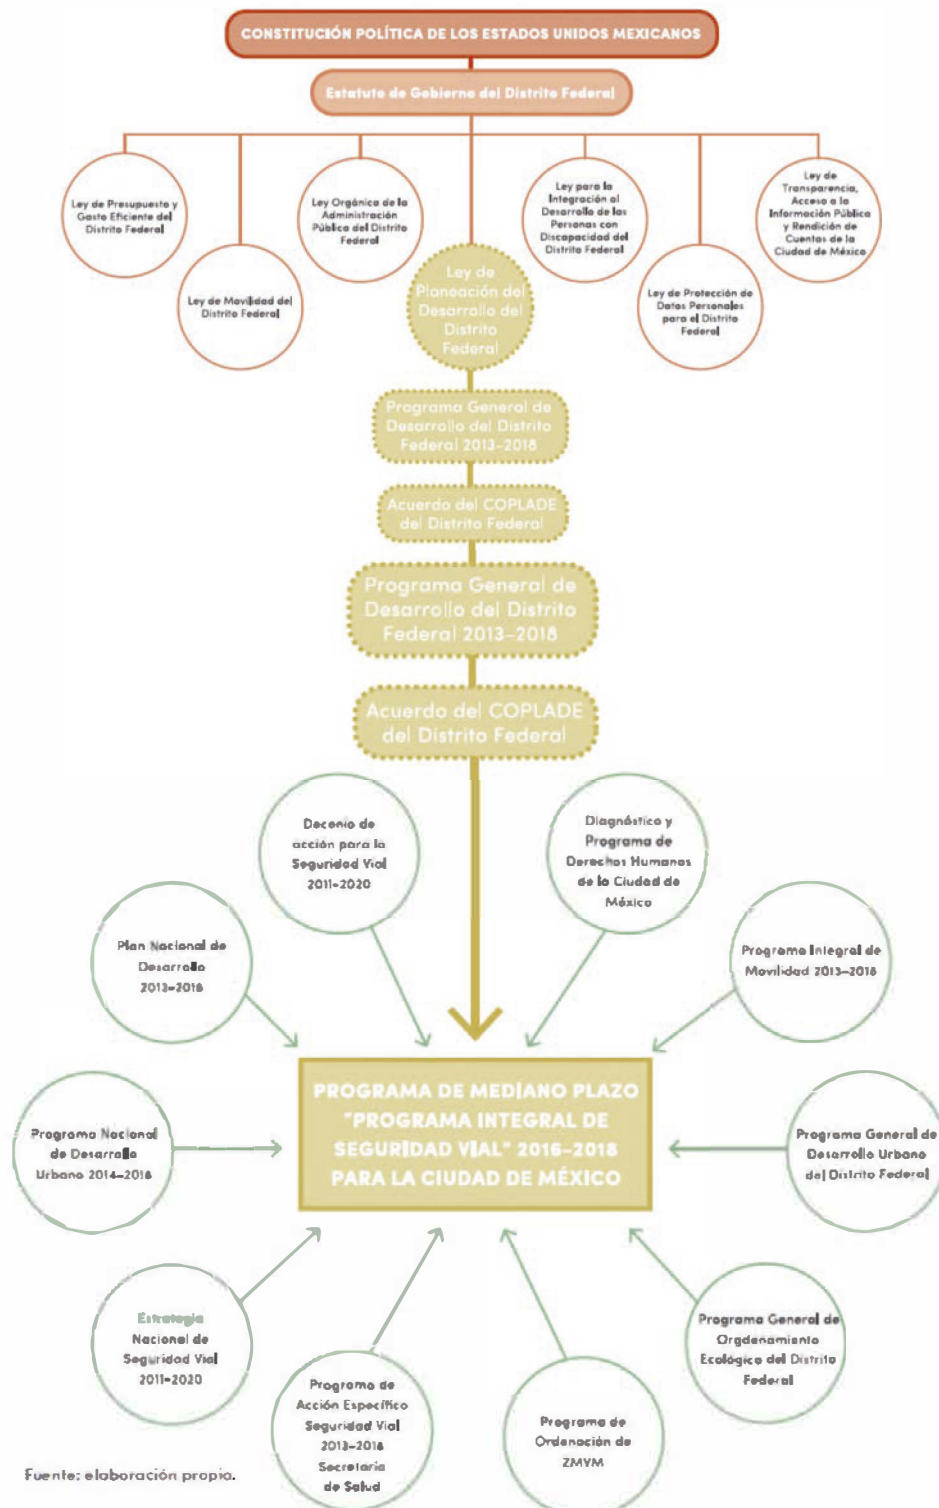 CONSTITUCIÓN POLÍTICA DE LOS ESTADOS UNIDOS MEXICANOS
Estatuto de Gobierno del Distrito Federal
Ley de Presupuesto y
Gasto Eficiente del
Distrito Federal
Ley de Movilidad del
Distrito Federal
Ley Orgánica de la
Administración
Pública del Distrito
Federal
Ley de
Planeación del
Desarrollo del
Distrito
Federal
Ley para la
Integración al
Desarrollo de las
Personas con
Discapacidad del
Distrito Federal
Ley de Protección de
Datos Personales
para el Distrito
Federal
Ley de
Transparencia,
Acceso a la
Información Pública
y Rendición de
Cuentas de la
Ciudad de México
Programa General de
Desarrollo del Distrito
Federal 2013-2018
Acuerdo del COPLADE
del Distrito Federal
Programa General de
Desarrollo del Distrito
Federal 2013-2018
Acuerdo del COPLADE
del Distrito Federal
Decenio de
acción para la
Seguridad Vial
2011-2020
Diagnóstico y
Programa de
Derechos Humanos
de la Ciudad de
México
Plan Nacional de
Desarrollo
2013-2018
Programa Integral de
Movilidad 2013-2018
PROGRAMA DE MEDIANO PLAZO
"PROGRAMA INTEGRAL DE
SEGURIDAD VIAL" 2016-2018
PARA LA CIUDAD DE MÉXICO
Programa Nacional
de Desarrollo
Urbano 2014-2018
Programa General de
Desarrollo Urbano
del Distrito Federal
Estrategia
Nacional de
Seguridad Vial
2011-2020
Programa de
Acción Específico
Seguridad Vial
2013-2018
Secretaría
de Salud
Programa de
Ordenación de
ZMVM
Programa General de
Orgdenamiento
Ecológico del Distrito
Federal
Fuente: elaboración propia.